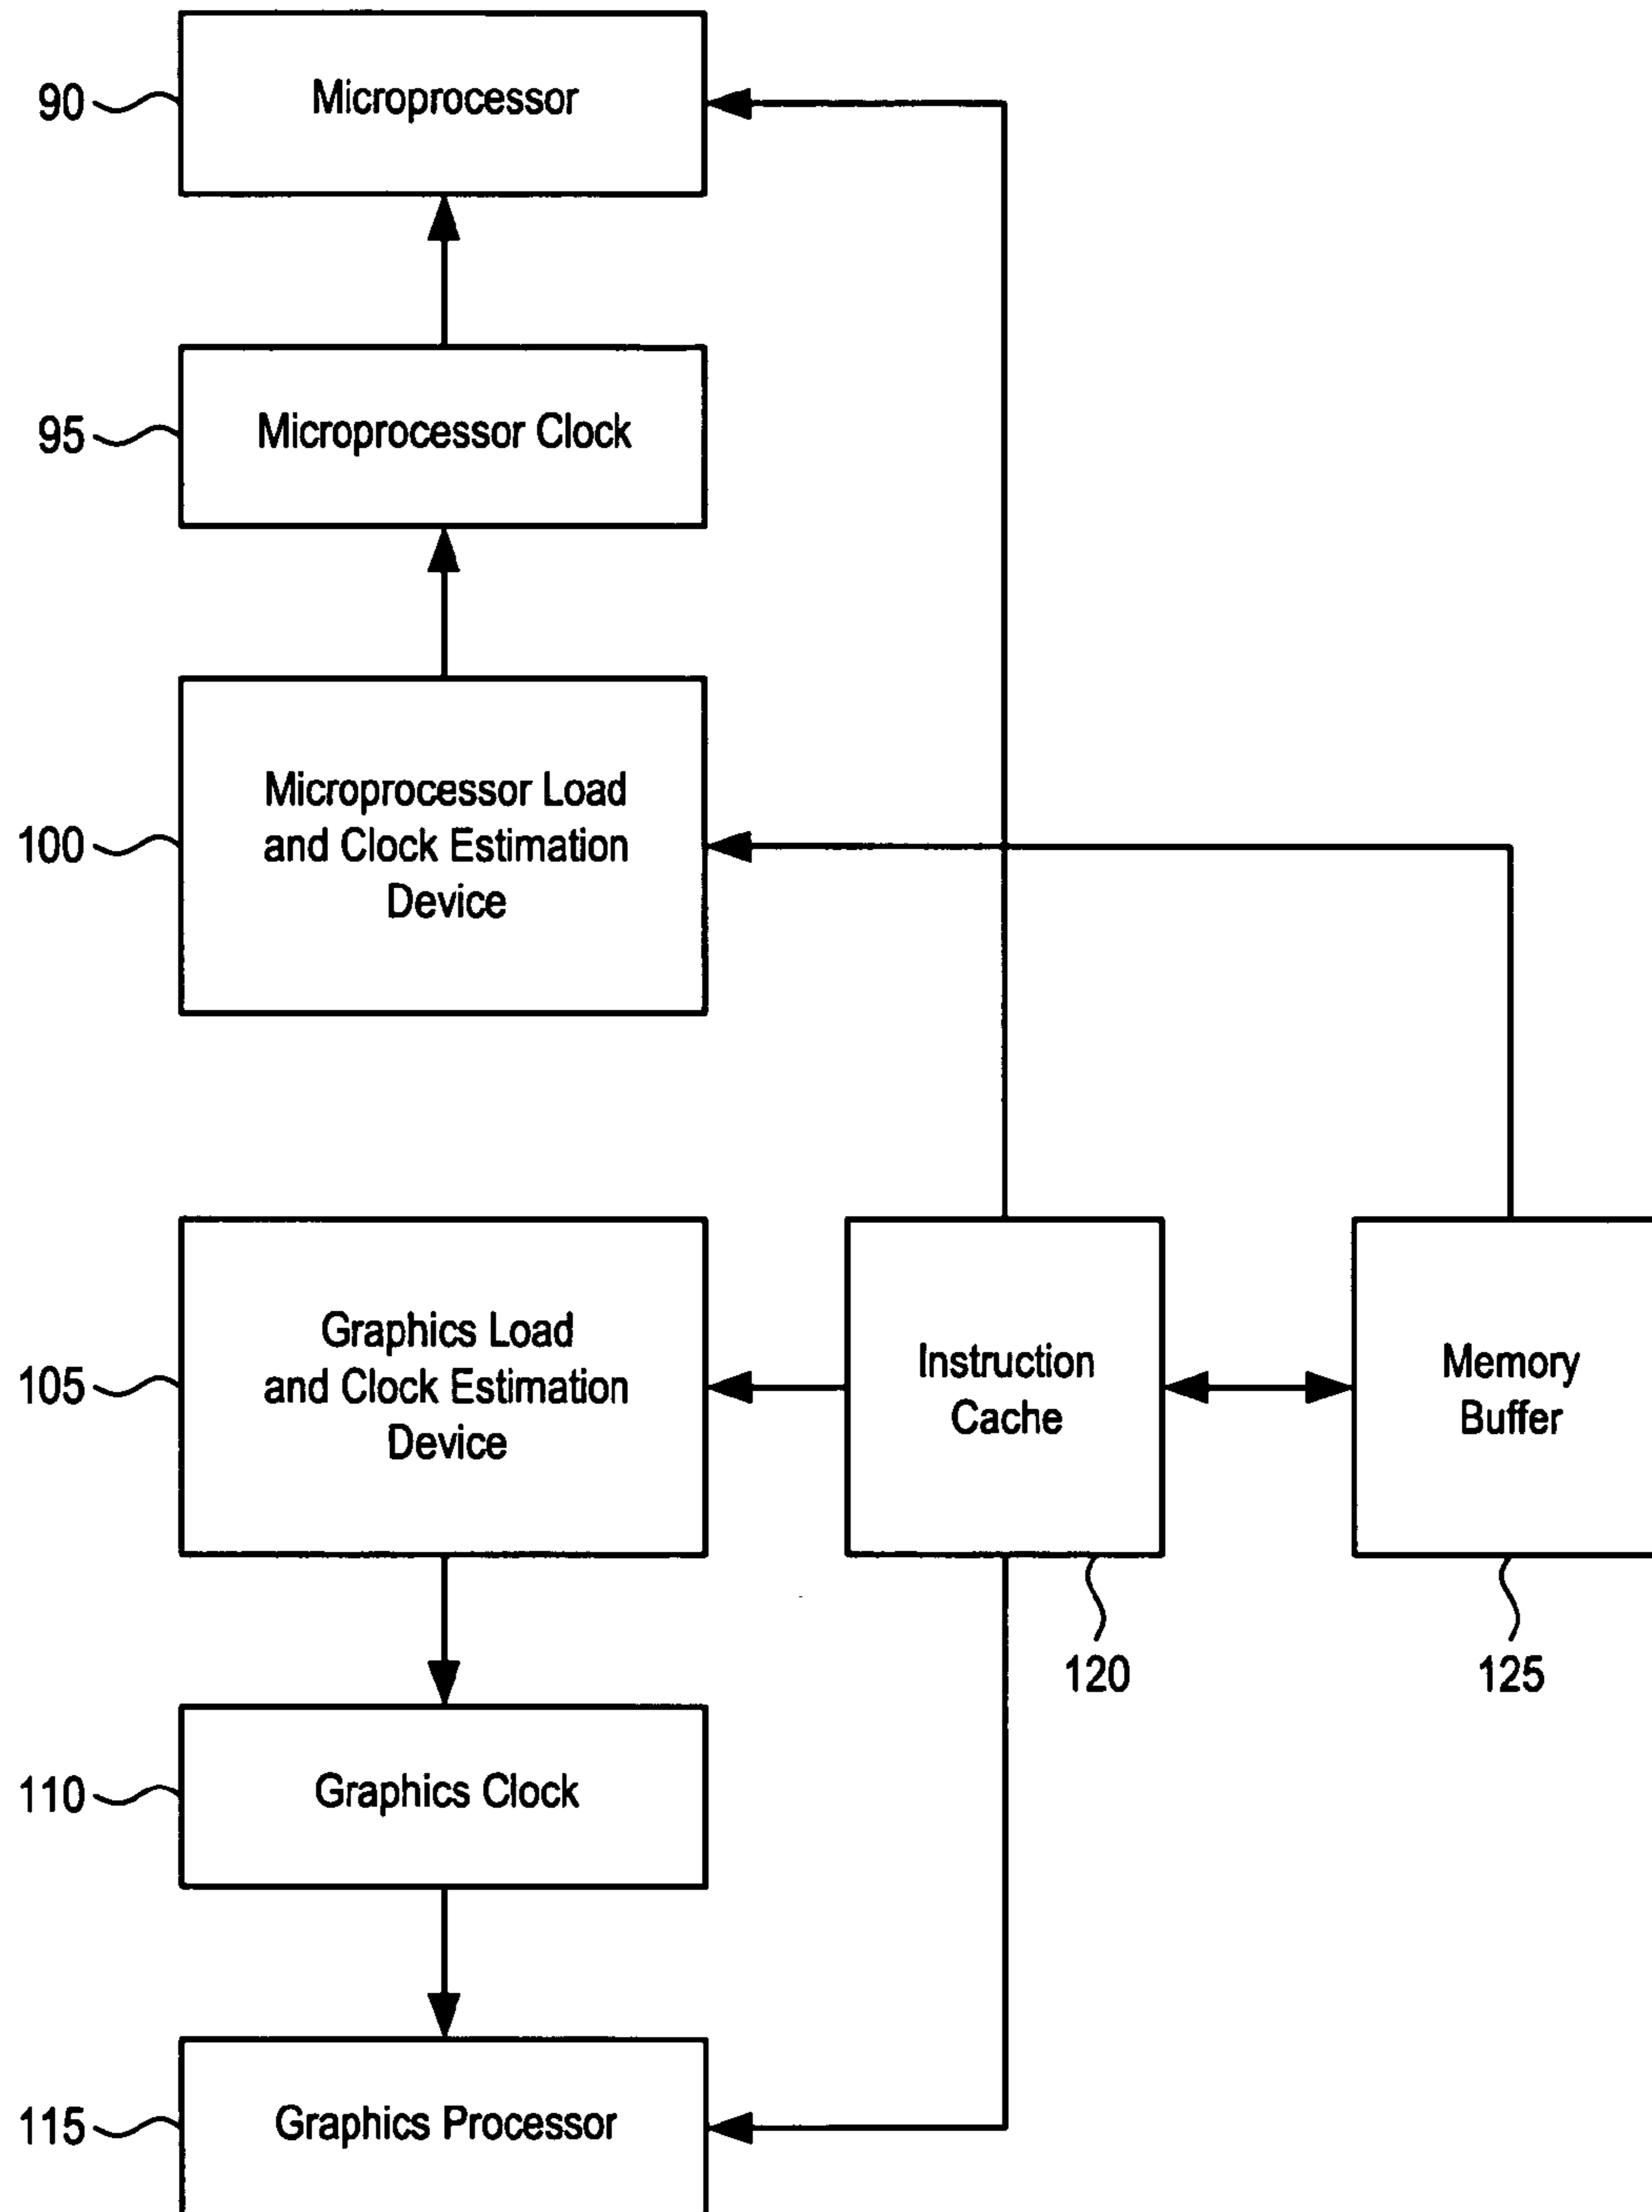 90
Microprocessor
95
Microprocessor Clock
100
Microprocessor Load
and Clock Estimation
Device
105
Graphics Load
and Clock Estimation
Device
Instruction
Cache
Memory
Buffer
120
125
110
Graphics Clock
115
Graphics Processor